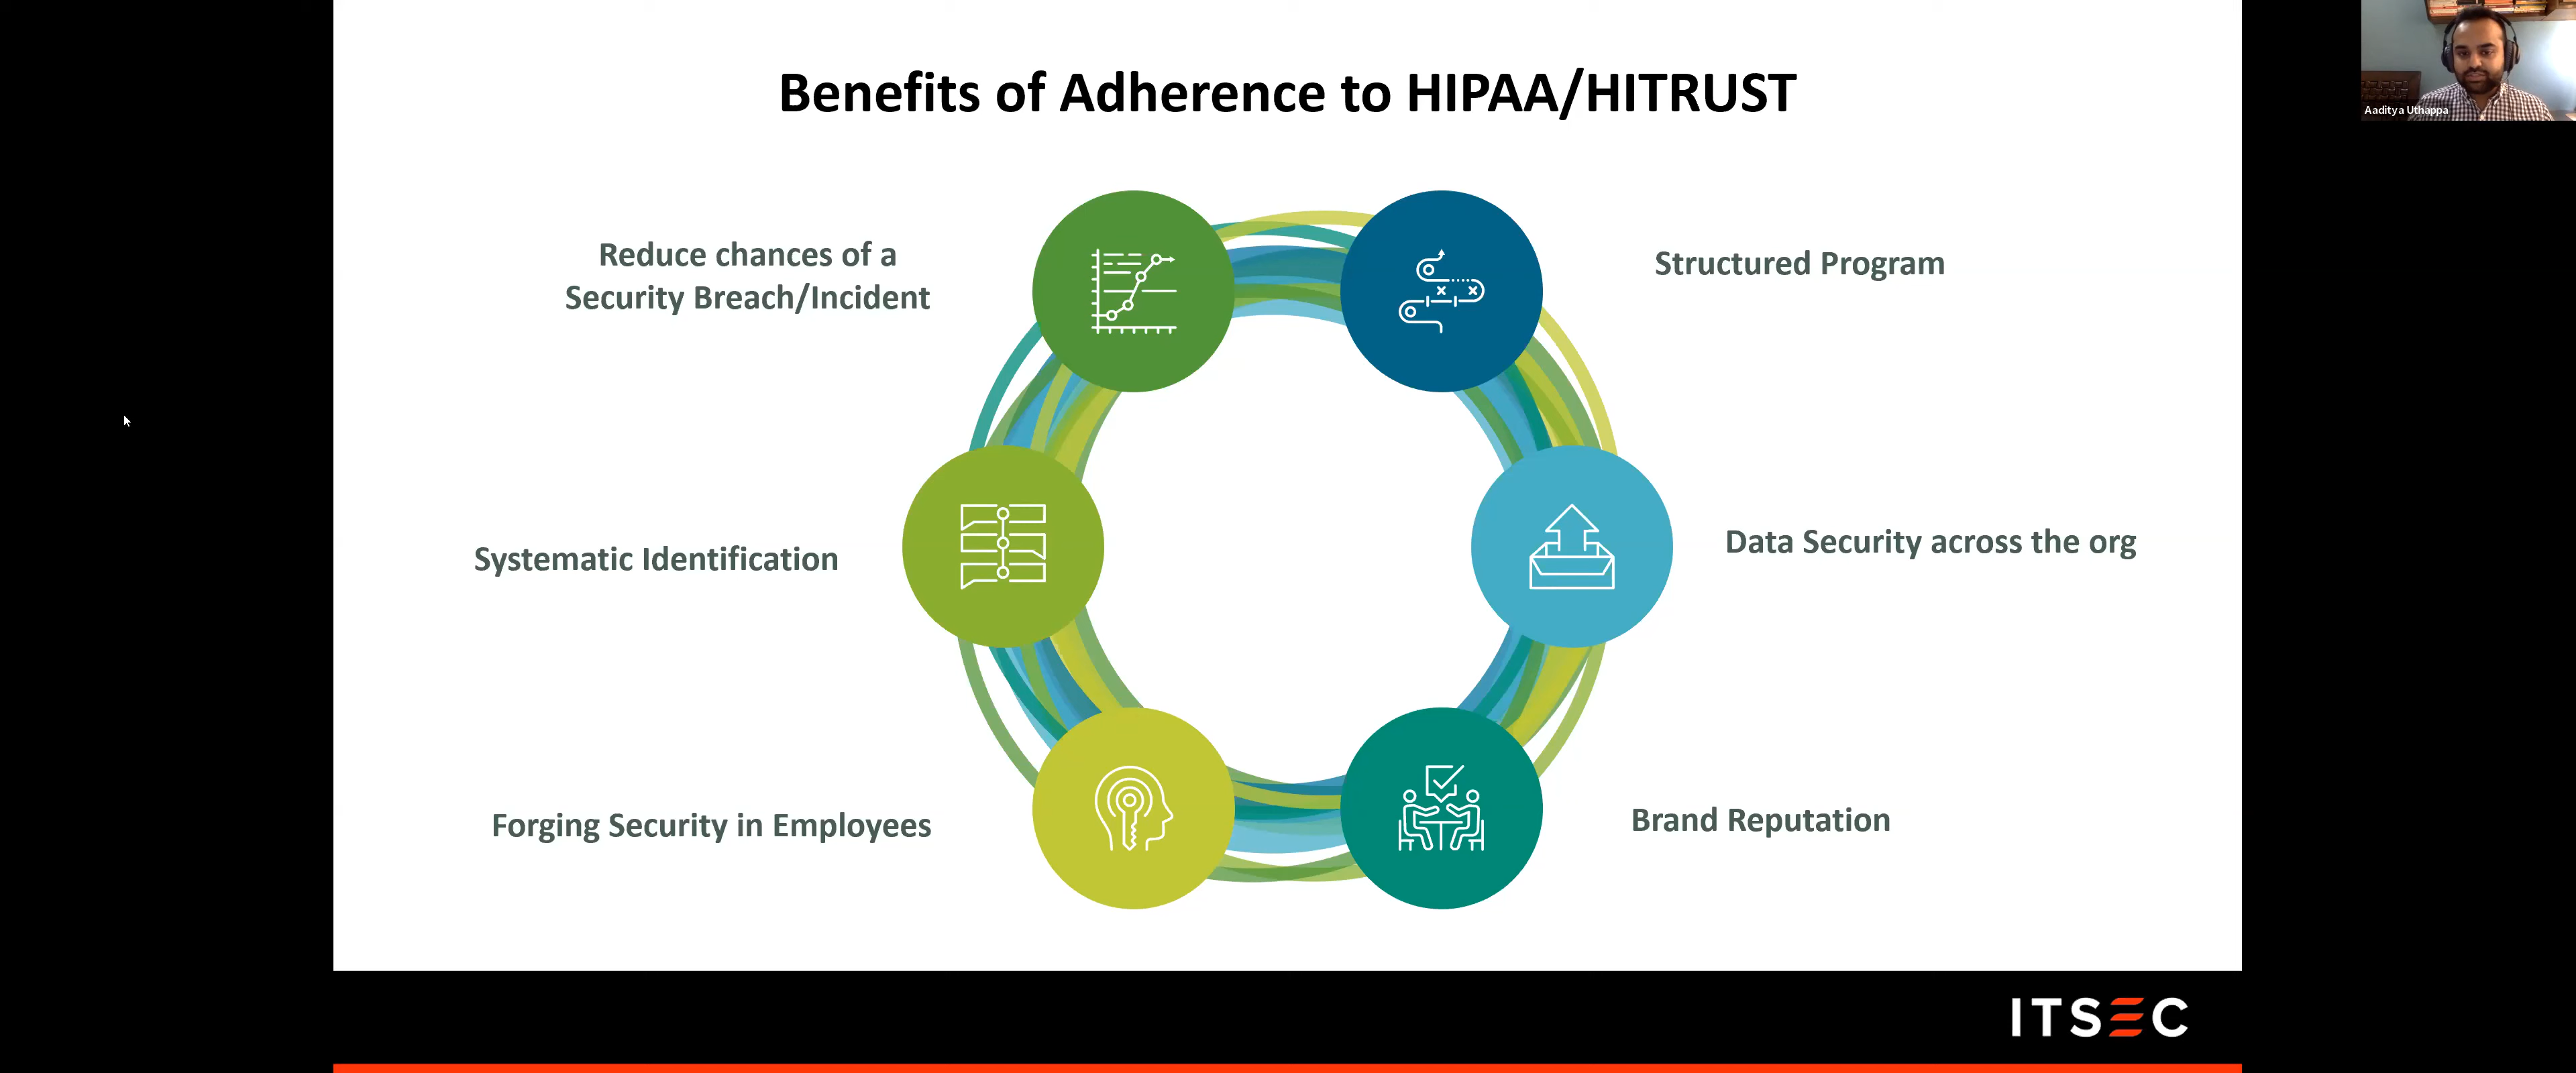 Benefits of Adherence to HIPAA/HITRUST
Aaditya Uthappa
Reduce chances of a
Security Breach/Incident
Structured Program
Systematic Identification
Data Security across the org
Forging Security in Employees
Brand Reputation
ITSEC